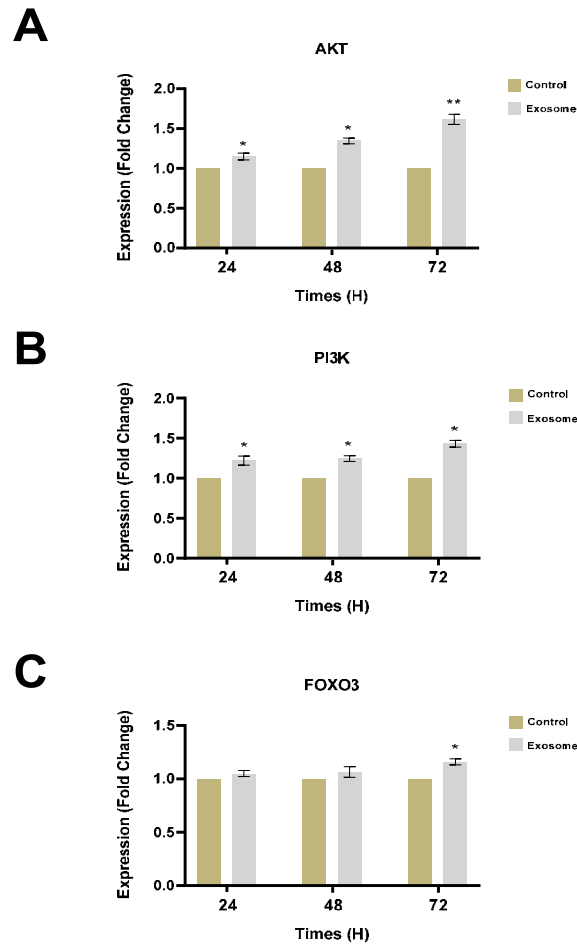 A
AKT
Expression (Fold Change)
2.0
1.5
1.0
0.5
0.0
* * **
24 48 72
Times (H)
Control
Exosome
B
PI3K
Expression (Fold Change)
2.0
1.5
1.0
0.5
0.0
* * *
24 48 72
Times (H)
Control
Exosome
C
FOXO3
Expression (Fold Change)
1.5
1.0
0.5
0.0
*
24 48 72
Times (H)
Control
Exosome